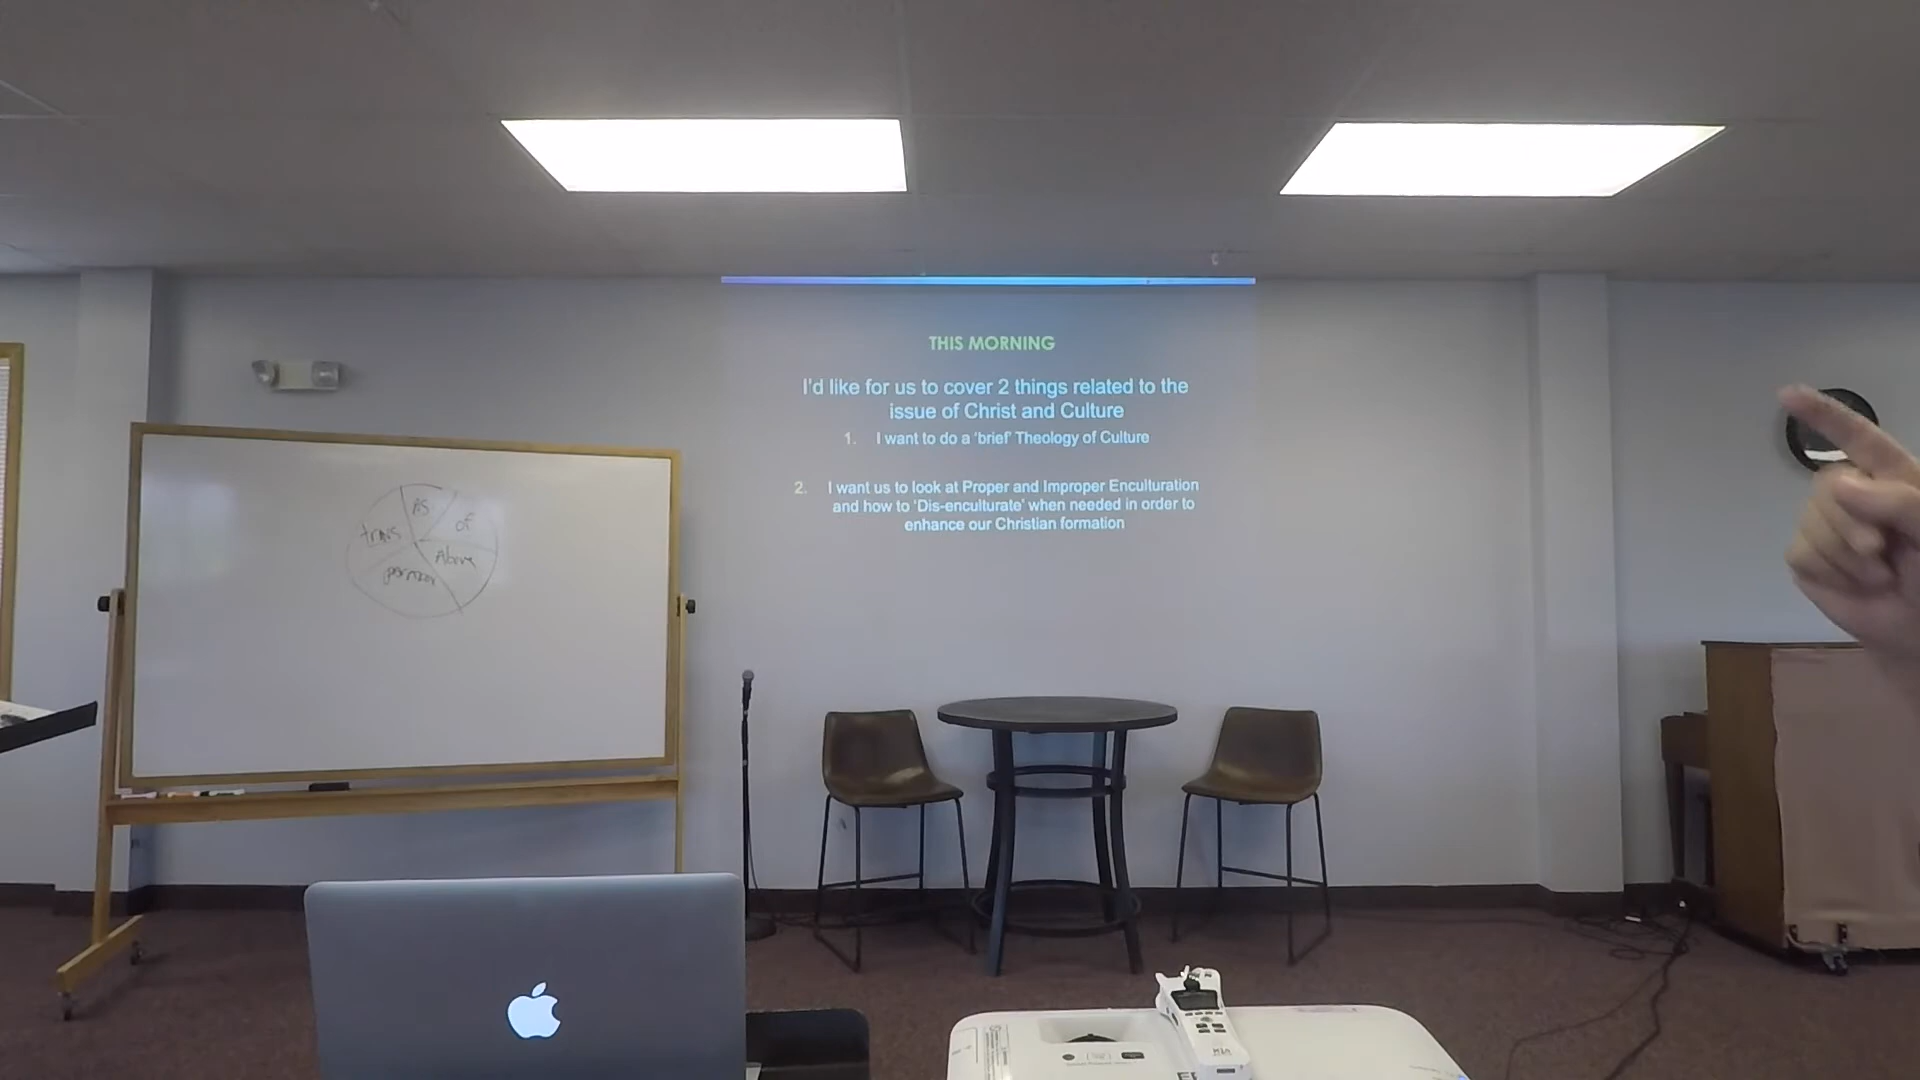 THIS MORNING
I'd like for us to cover 2 things related to the
issue of Christ and Culture
1. I want to do a 'brief' Theology of Culture
2. I want us to look at Proper and Improper Enculturation
and how to 'Dis-enculturate' when needed in order to
enhance our Christian formation
of
trans
Above